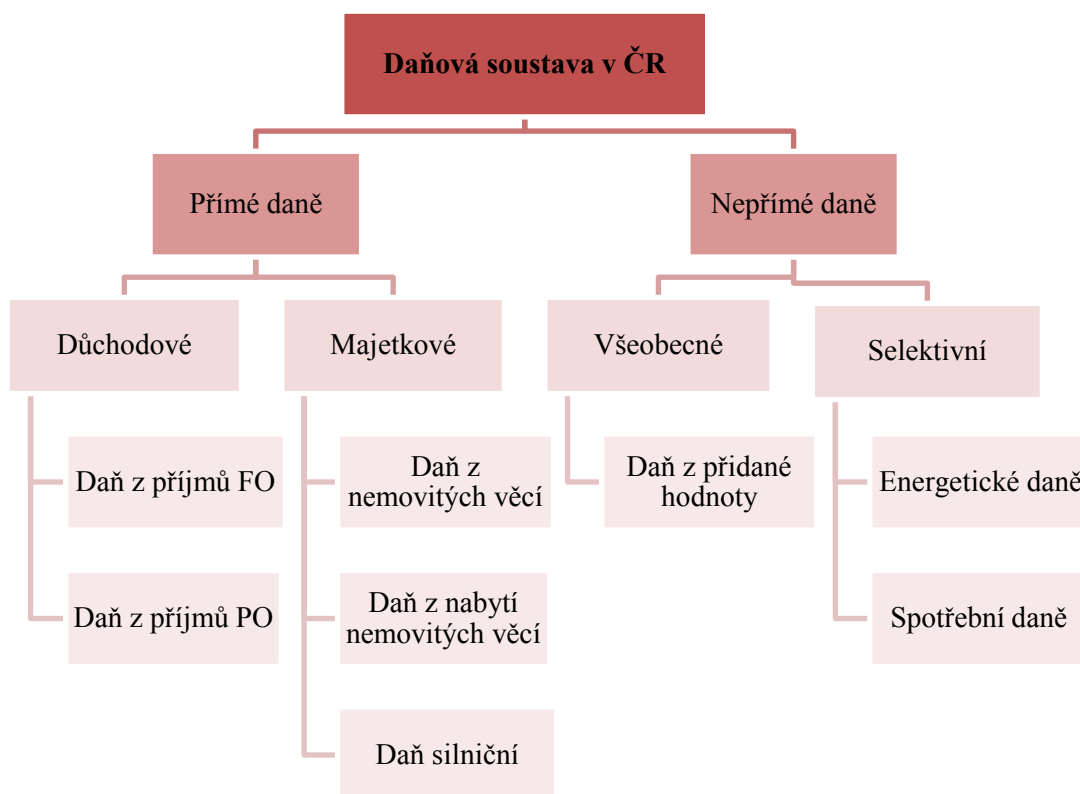 Daňová soustava v ČR
Přímé daně
Nepřímé daně
Důchodové
Majetkové
Všeobecné
Selektivní
Daň z příjmů FO
Daň z
nemovitých věcí
Daň z přidané
hodnoty
Energetické daně
Daň z příjmů PO
Daň z nabytí
nemovitých věcí
Spotřební daně
Daň silniční